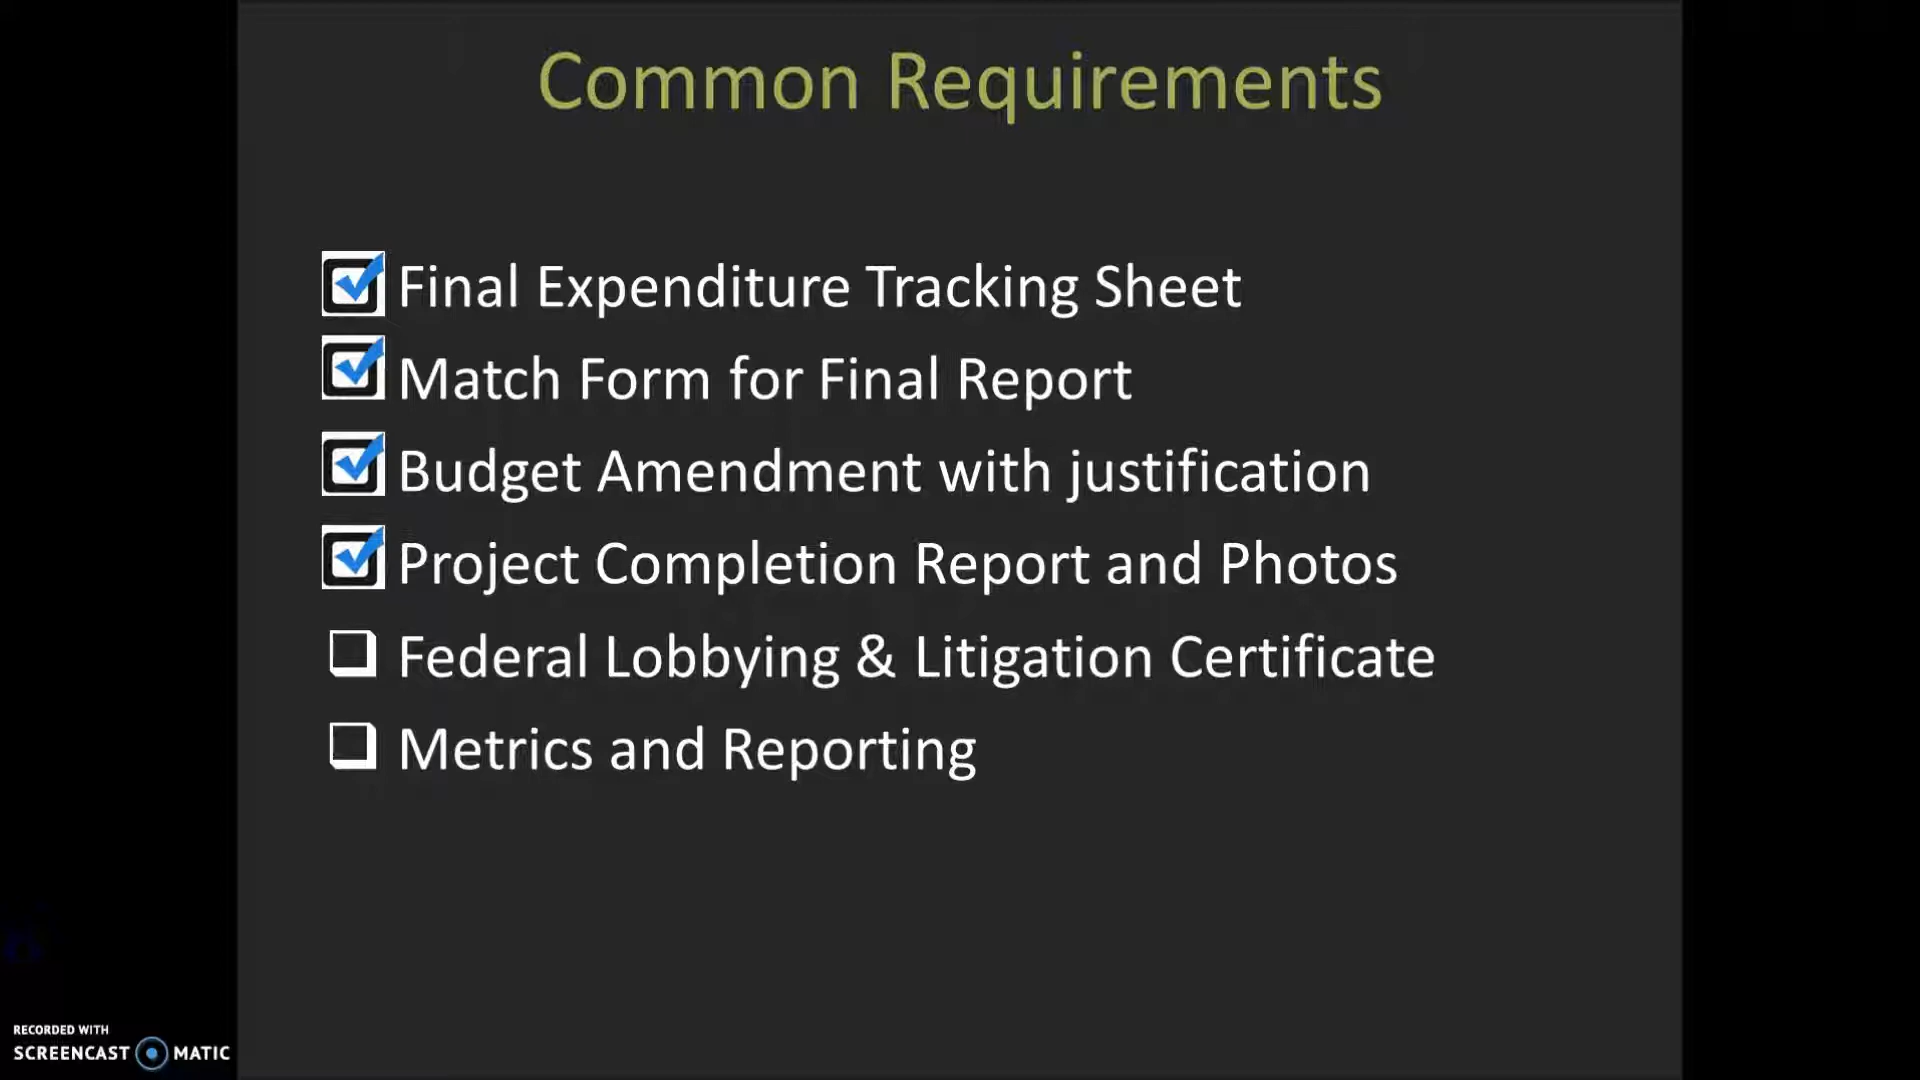 Common Requirements
Final Expenditure Tracking Sheet
Match Form for Final Report
Budget Amendment with justification
Project Completion Report and Photos
Federal Lobbying & Litigation Certificate
Metrics and Reporting
RECORDED WITH
SCREENCAST MATIC